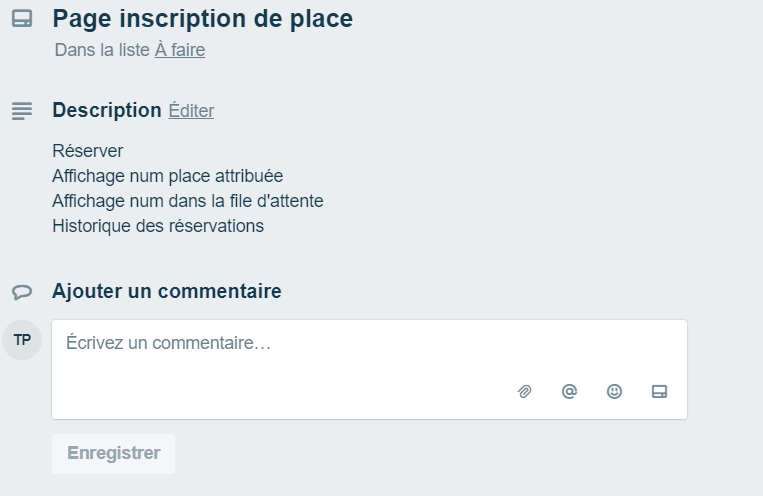 Page inscription de place
Dans la liste À faire
Description Éditer
Réserver
Affichage num place attribuée
Affichage num dans la file d'attente
Historique des réservations
Ajouter un commentaire
TP
Écrivez un commentaire…
Enregistrer